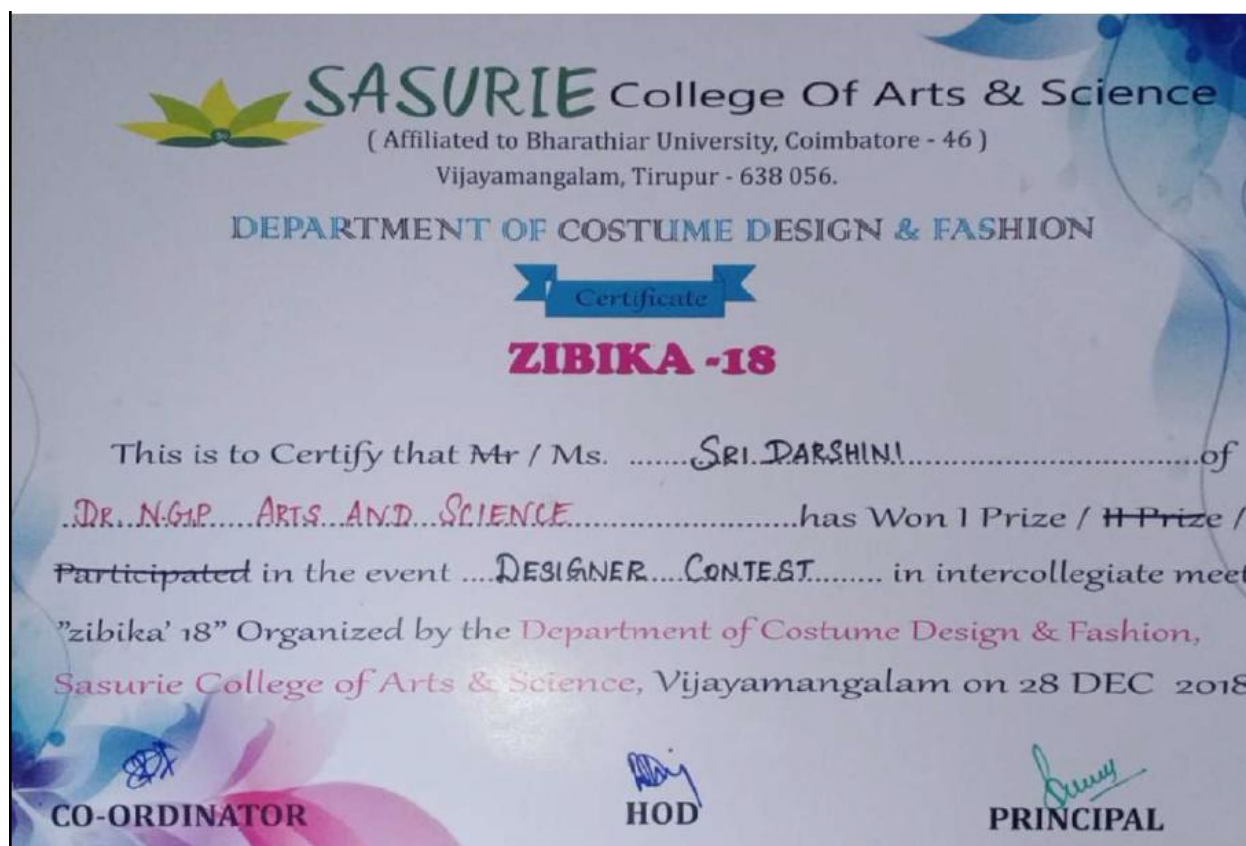 SASURIE College Of Arts & Science
( Affiliated to Bharathiar University, Coimbatore - 46 )
Vijayamangalam, Tirupur - 638 056.
DEPARTMENT OF COSTUME DESIGN & FASHION
Certificate
ZIBIKA -18
This is to Certify that Mr / Ms. .......SRI DARSHINI.................................of
DR. N.G.P ARTS AND SCIENCE.........................has Won I Prize / II Prize /
Participated in the event ....DESIGNER....CONTEST......... in intercollegiate meet
"zibika' 18" Organized by the Department of Costume Design & Fashion,
Sasurie College of Arts & Science, Vijayamangalam on 28 DEC 2018
CO-ORDINATOR HOD PRINCIPAL